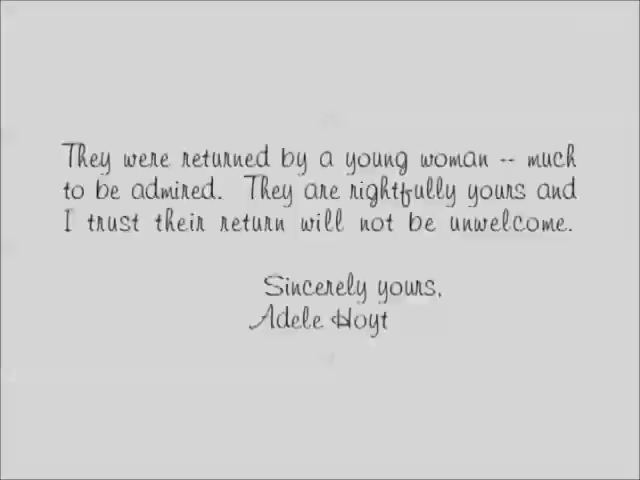 They were returned by a young woman -- much
to be admired. They are rightfully yours and
I trust their return will not be unwelcome.
Sincerely yours,
Adele Hoyt